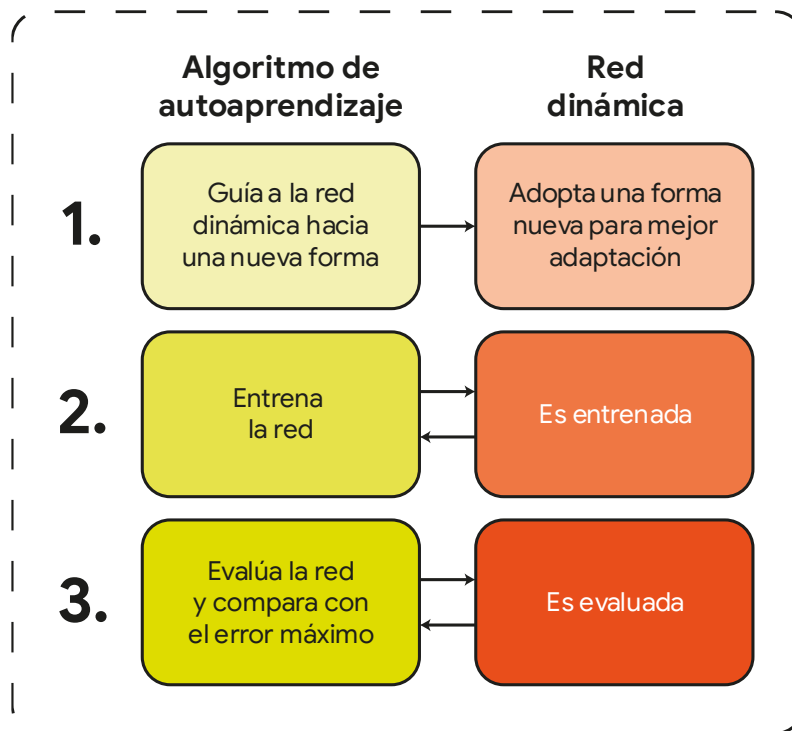 Algoritmo de
autoaprendizaje
Red
dinámica
1.
Guía a la red
dinámica hacia
una nueva forma
Adopta una forma
nueva para mejor
adaptación
2.
Entrena
la red
Es entrenada
3.
Evalúa la red
y compara con
el error máximo
Es evaluada